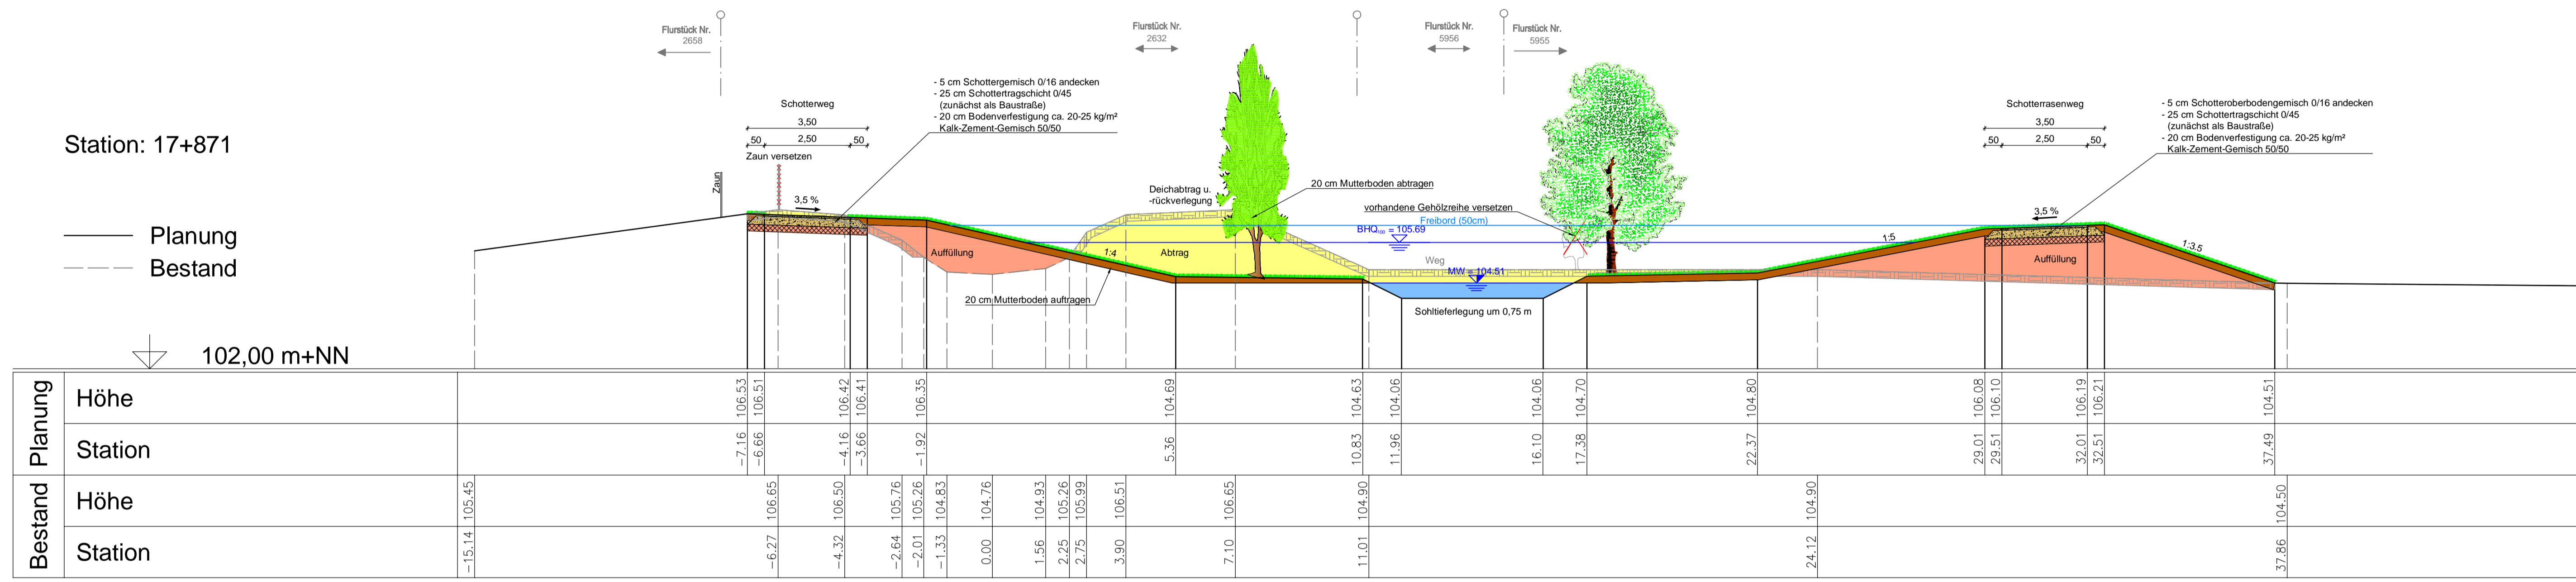 Flurstück Nr.
2658
Flurstück Nr.
2632
Flurstück Nr.
5956
Flurstück Nr.
5955
Station: 17+871
Planung
Bestand
102,00 m+NN
Schotterweg
3,50
50 2,50 50
Zaun versetzen
Zaun
3,5 %
- 5 cm Schottergemisch 0/16 andecken
- 25 cm Schottertragschicht 0/45
(zunächst als Baustraße)
- 20 cm Bodenverfestigung ca. 20-25 kg/m²
Kalk-Zement-Gemisch 50/50
Auffüllung
1:4
20 cm Mutterboden auftragen
Deichabtrag u.
-rückverlegung
Abtrag
20 cm Mutterboden abtragen
vorhandene Gehölzreihe versetzen
Freibord (50cm)
BHQ100 = 105.69
Weg
MW = 104.51
Sohltieferlegung um 0,75 m
1:5
Schotterrasenweg
3,50
50 2,50 50
3,5 %
- 5 cm Schotteroberbodengemisch 0/16 andecken
- 25 cm Schottertragschicht 0/45
(zunächst als Baustraße)
- 20 cm Bodenverfestigung ca. 20-25 kg/m²
Kalk-Zement-Gemisch 50/50
Auffüllung
1:3.5
Planung
Höhe 106.53 106.51 106.42 106.41 106.35 104.69 104.63 104.06 104.06 104.70 104.80 106.08 106.10 106.19 106.21 104.51
Station -7.16 -6.66 -4.16 -3.66 -1.92 5.36 10.83 11.96 16.10 17.38 22.37 29.01 29.51 32.01 32.51 37.49
Bestand
Höhe 105.45 106.65 106.50 105.76 105.26 104.83 104.76 104.93 105.26 105.99 106.51 106.65 104.90 104.90 104.50
Station -15.14 -6.27 -4.32 -2.64 -2.01 -1.33 0.00 1.56 2.25 2.75 3.90 7.10 11.01 24.12 37.86